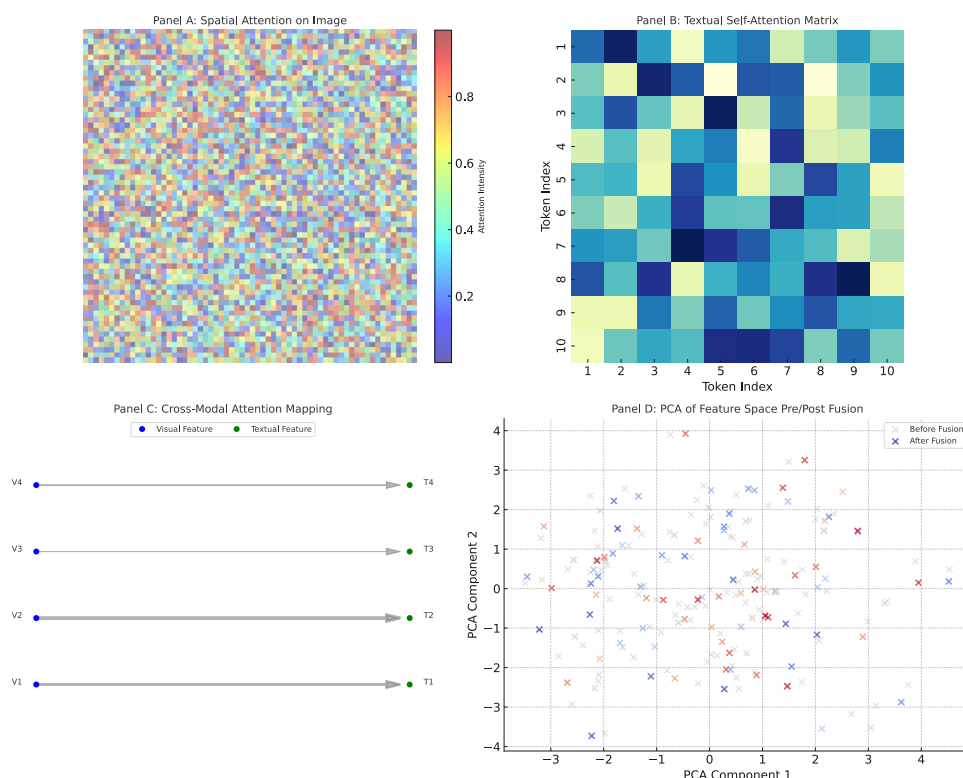 Panel A: Spatial Attention on Image
0.8
0.6
0.4
0.2
Attention Intensity
Panel B: Textual Self-Attention Matrix
1
2
3
4
5
6
7
8
9
10
Token Index
1 2 3 4 5 6 7 8 9 10
Token Index
Panel C: Cross-Modal Attention Mapping
Visual Feature Textual Feature
V4 T4
V3 T3
V2 T2
V1 T1
Panel D: PCA of Feature Space Pre/Post Fusion
Before Fusion
After Fusion
4
3
2
1
0
−1
−2
−3
−4
PCA Component 2
−3 −2 −1 0 1 2 3 4
PCA Component 1